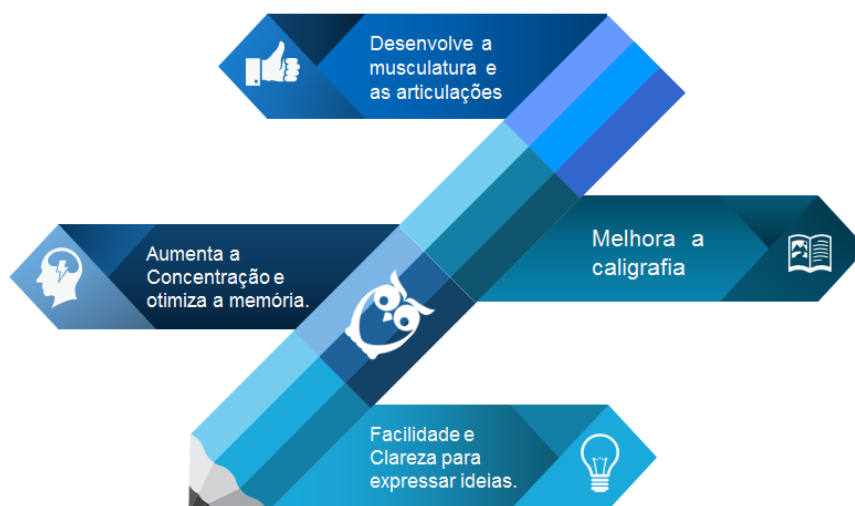 Desenvolve a
musculatura e
as articulações
Melhora a
caligrafia
Aumenta a
Concentração e
otimiza a memória.
Facilidade e
Clareza para
expressar ideias.